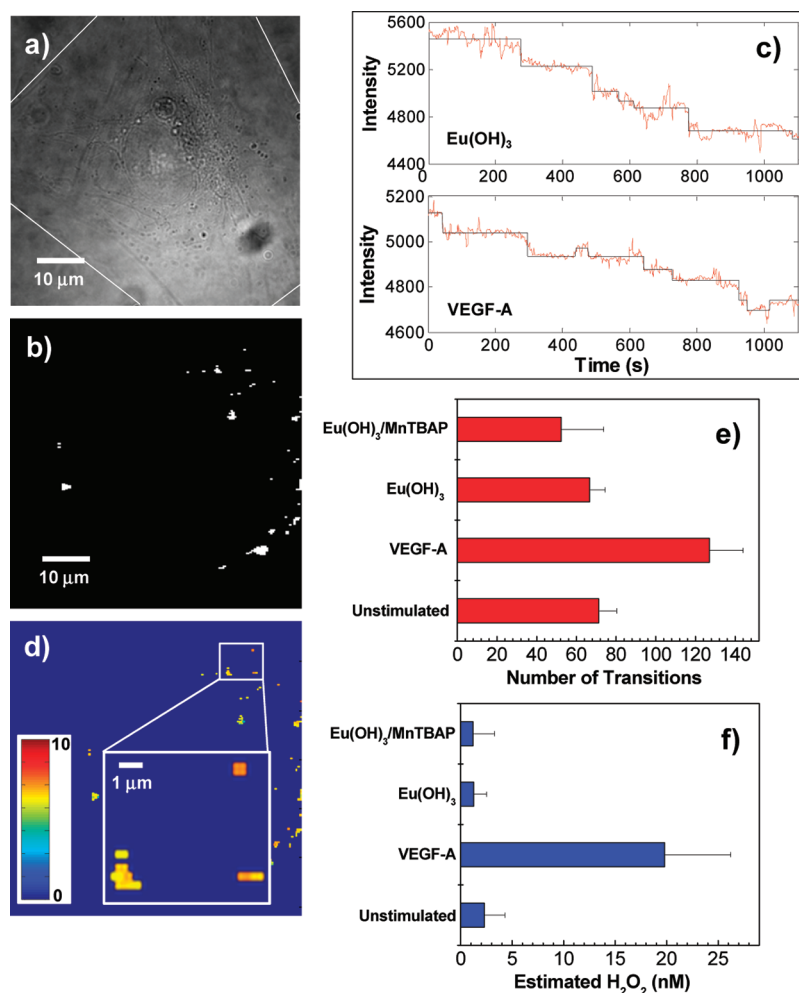 a)
10 μm
b)
10 μm
d)
10
0
1 μm
c)
Intensity
5600
5200
4800
4400
Eu(OH)₃
0 200 400 600 800 1000
Intensity
5200
5000
4800
4600
VEGF-A
0 200 400 600 800 1000
Time (s)
e)
Eu(OH)₃/MnTBAP
Eu(OH)₃
VEGF-A
Unstimulated
0 20 40 60 80 100 120 140
Number of Transitions
f)
Eu(OH)₃/MnTBAP
Eu(OH)₃
VEGF-A
Unstimulated
0 5 10 15 20 25
Estimated H₂O₂ (nM)